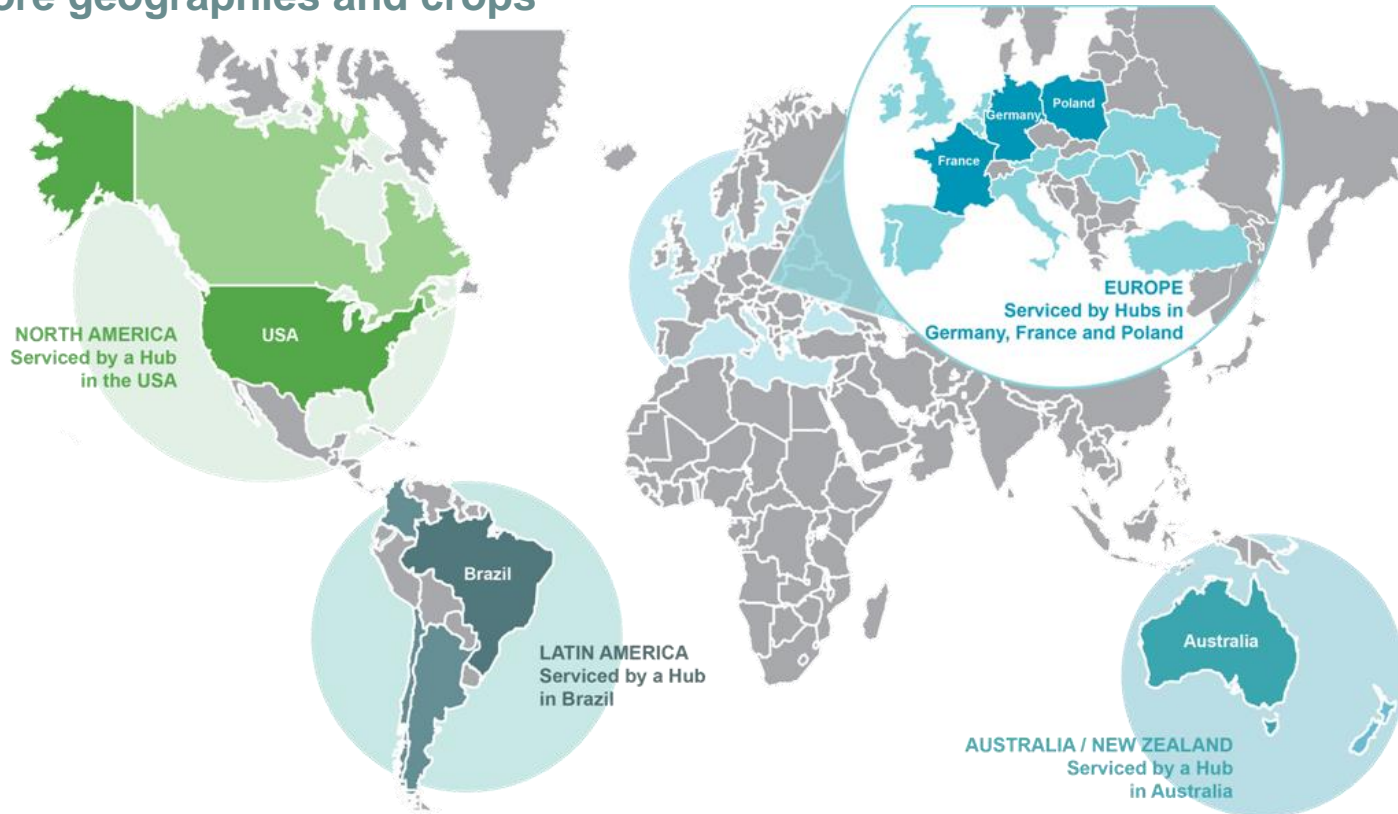 geographies and crops
Poland
Germany
France
EUROPE
Serviced by Hubs in
Germany, France and Poland
USA
NORTH AMERICA
Serviced by a Hub
in the USA
Brazil
LATIN AMERICA
Serviced by a Hub
in Brazil
Australia
AUSTRALIA / NEW ZEALAND
Serviced by a Hub
in Australia